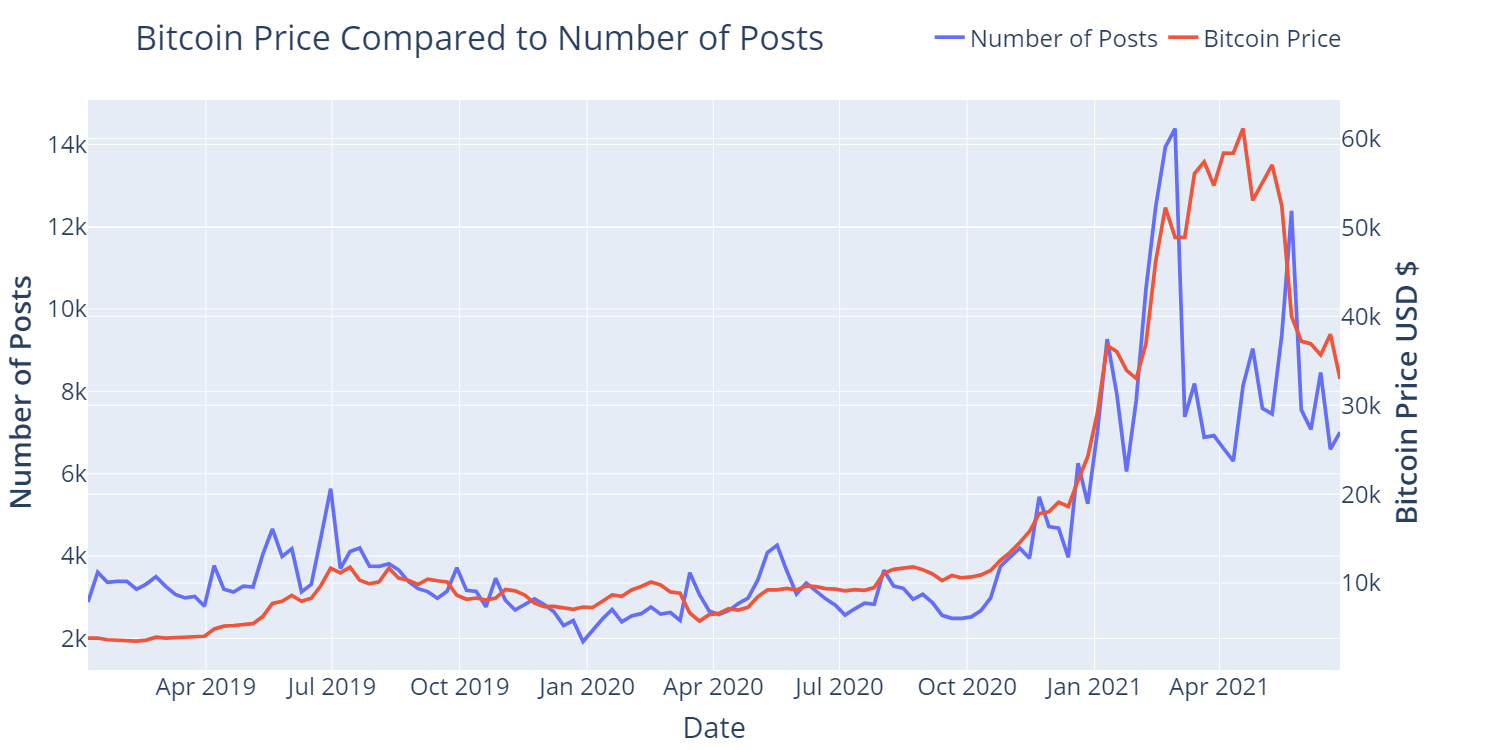 Bitcoin Price Compared to Number of Posts
Number of Posts
Bitcoin Price
14k
12k
10k
8k
6k
4k
2k
Number of Posts
60k
50k
40k
30k
20k
10k
Bitcoin Price USD $
Apr 2019
Jul 2019
Oct 2019
Jan 2020
Apr 2020
Jul 2020
Oct 2020
Jan 2021
Apr 2021
Date